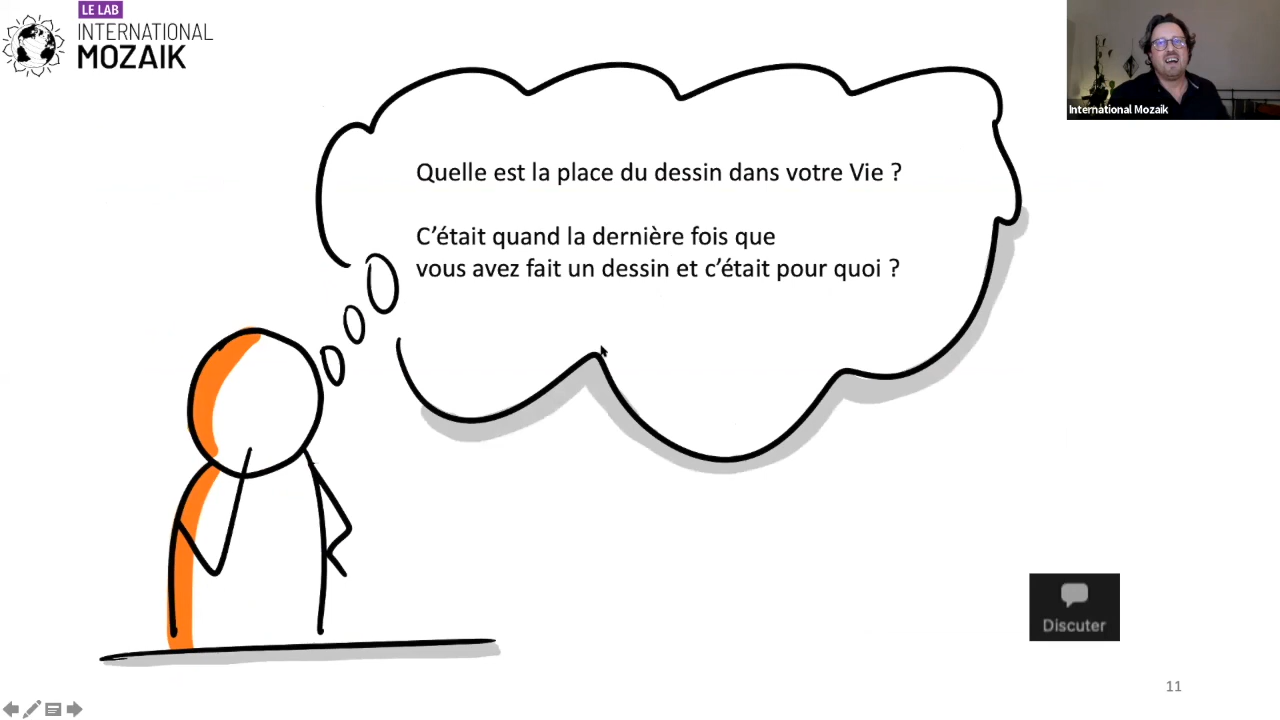 LE LAB
INTERNATIONAL
MOZAIK
International Mozaik
Quelle est la place du dessin dans votre Vie ?
C’était quand la dernière fois que
vous avez fait un dessin et c’était pour quoi ?
Discuter
11